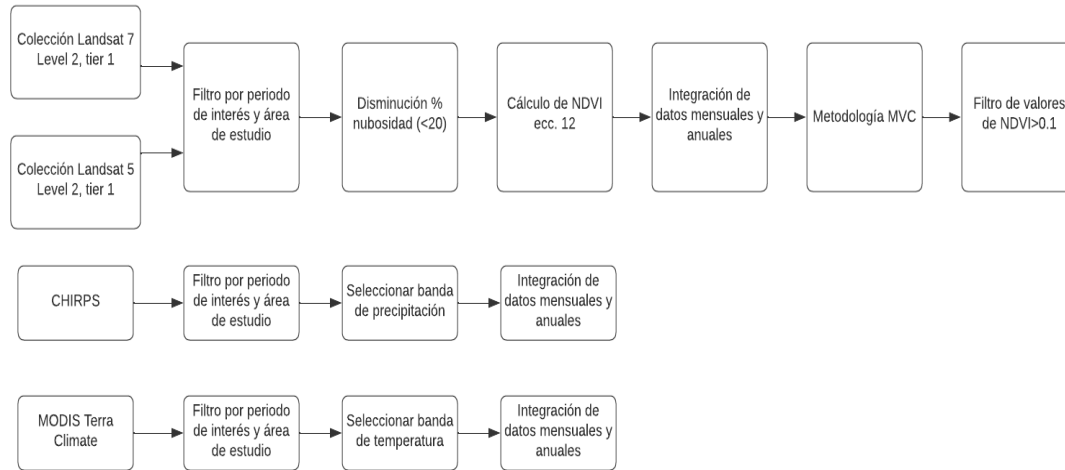 Colección Landsat 7
Level 2, tier 1
Colección Landsat 5
Level 2, tier 1
Filtro por periodo
de interés y área
de estudio
Disminución %
nubosidad (<20)
Cálculo de NDVI
ecc. 12
Integración de
datos mensuales y
anuales
Metodología MVC
Filtro de valores
de NDVI>0.1
CHIRPS
Filtro por periodo
de interés y área
de estudio
Seleccionar banda
de precipitación
Integración de
datos mensuales y
anuales
MODIS Terra
Climate
Filtro por periodo
de interés y área
de estudio
Seleccionar banda
de temperatura
Integración de
datos mensuales y
anuales